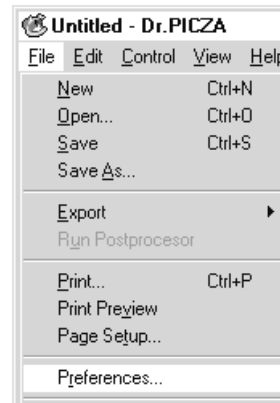 Untitled - Dr.PICZA
File Edit Control View Help
New Ctrl+N
Open... Ctrl+O
Save Ctrl+S
Save As...
Export
Run Postprocesor
Print... Ctrl+P
Print Preview
Page Setup...
Preferences...